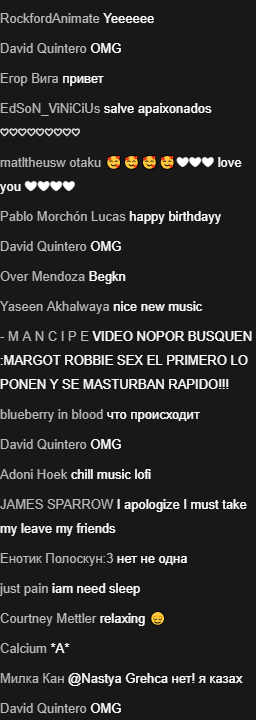 RockfordAnimate Yeeeeee
David Quintero OMG
Егор Вига привет
EdSoN_ViNiCiUs salve apaixonados
♡♡♡♡♡♡♡♡♡
matltheusw otaku 🥰 🥰 🥰 🥰🤍🤍🤍 love
you 🤍🤍🤍🤍
Pablo Morchón Lucas happy birthdayy
David Quintero OMG
Over Mendoza Begkn
Yaseen Akhalwaya nice new music
- M A N C I P E VIDEO NOPOR BUSQUEN
:MARGOT ROBBIE SEX EL PRIMERO LO
PONEN Y SE MASTURBAN RAPIDO!!!
blueberry in blood что происходит
David Quintero OMG
Adoni Hoek chill music lofi
JAMES SPARROW I apologize I must take
my leave my friends
Енотик Полоскун:3 нет не одна
just pain iam need sleep
Courtney Mettler relaxing 😌
Calcium *A*
Милка Кан @Nastya Grehca нет! я казах
David Quintero OMG